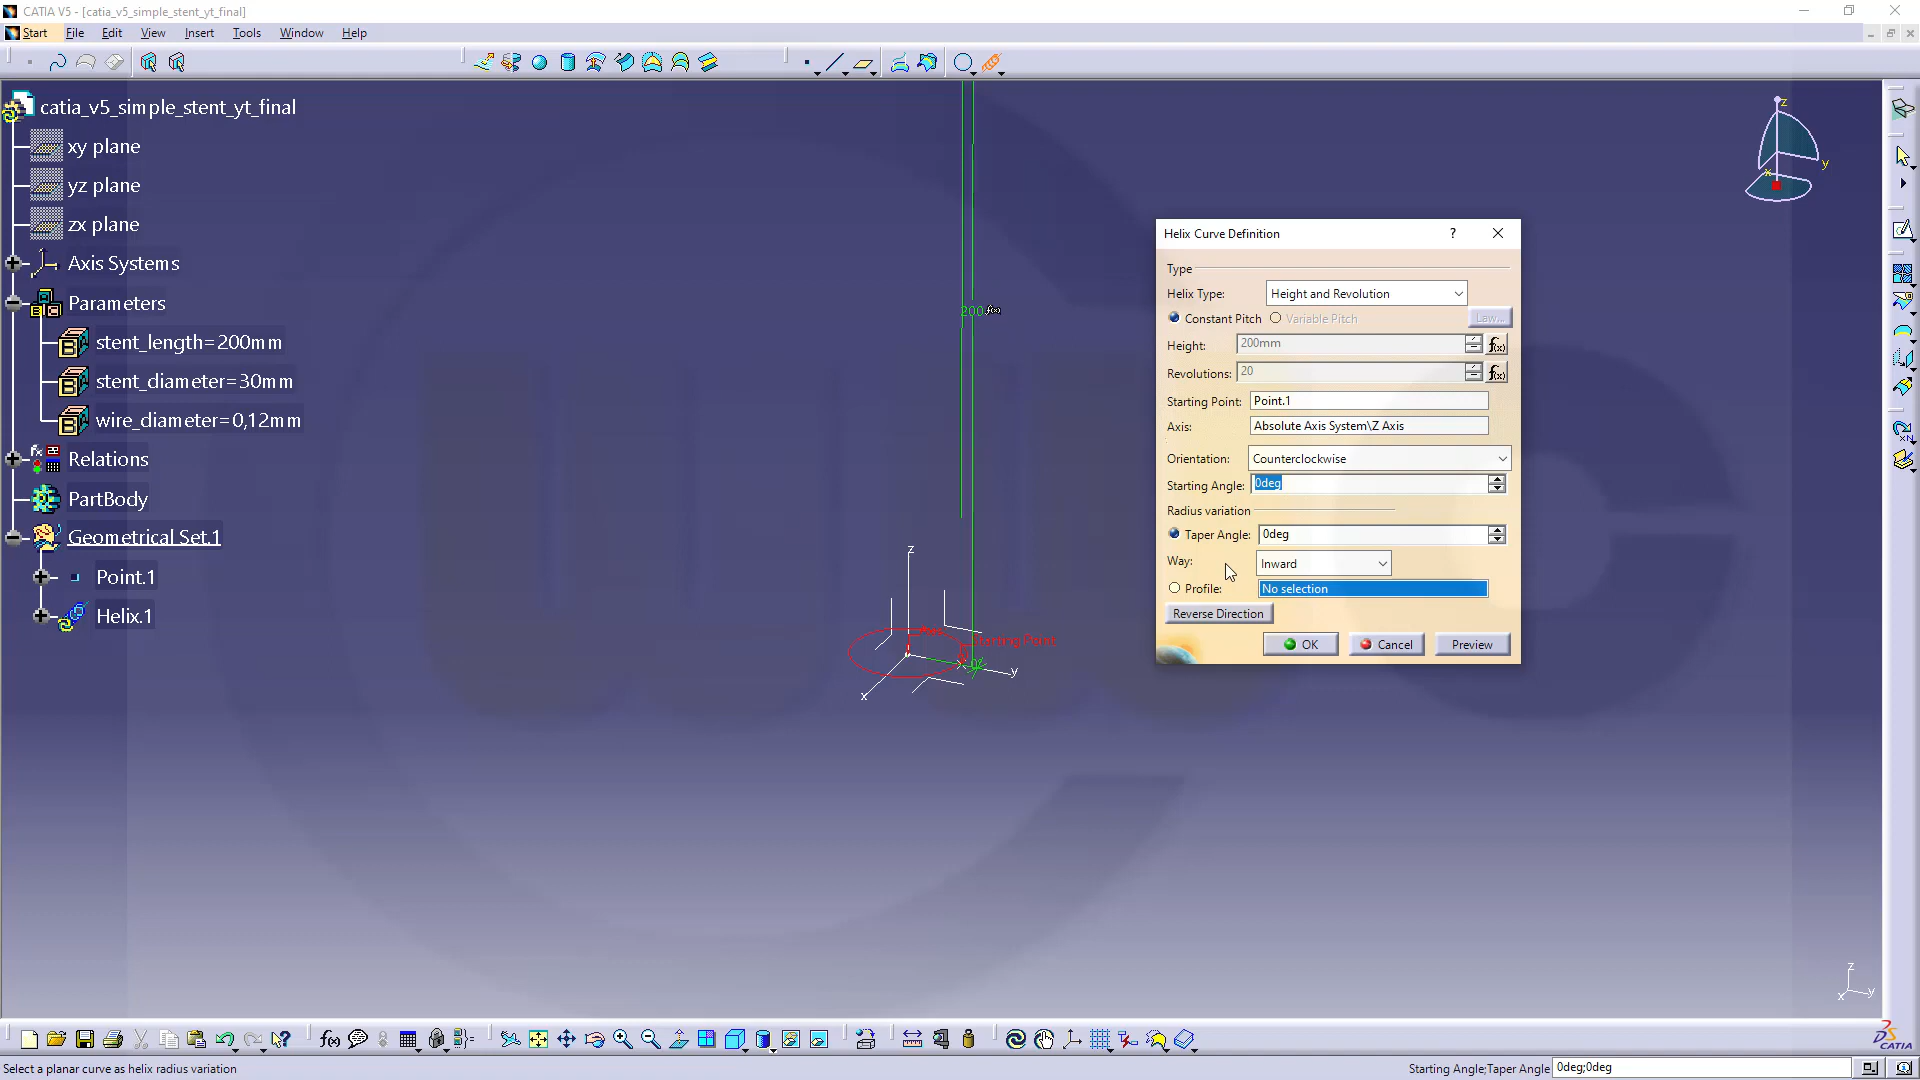 CATIA V5 - [catia_v5_simple_stent_yt_final]
Start File Edit View Insert Tools Window Help
catia_v5_simple_stent_yt_final
xy plane
yz plane
zx plane
Axis Systems
Parameters
stent_length=200mm
stent_diameter=30mm
wire_diameter=0,12mm
Relations
PartBody
Geometrical Set.1
Point.1
Helix.1
z
y
x
200 f(x)
z
Starting Point
y
x
Helix Curve Definition
?
Type
Helix Type: Height and Revolution
Constant Pitch Variable Pitch Law...
Height: 200mm f(x)
Revolutions: 20 f(x)
Starting Point: Point.1
Axis: Absolute Axis System\Z Axis
Orientation: Counterclockwise
Starting Angle: 0deg
Radius variation
Taper Angle: 0deg
Way: Inward
Profile: No selection
Reverse Direction
OK Cancel Preview
z
x y
CATIA
Select a planar curve as helix radius variation
Starting Angle;Taper Angle 0deg;0deg